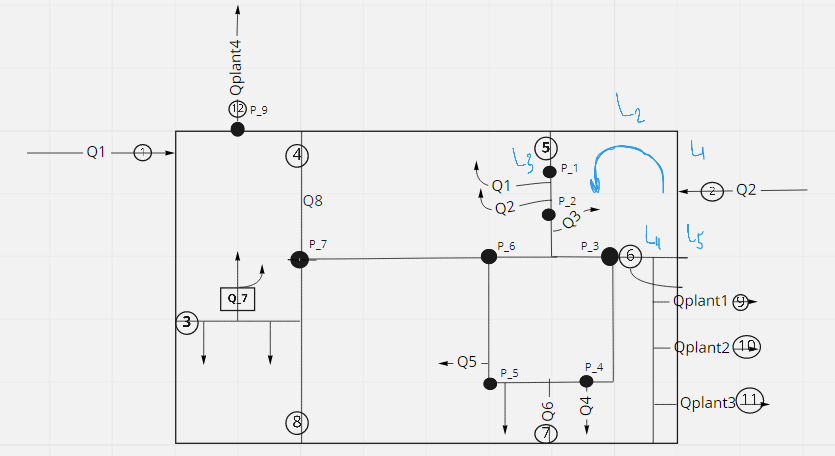 Qplant4
12 P_9
L2
Q1 1
4
5
L3
P_1
L1
Q1
2 Q2
Q8
Q2
P_2
Q3
P_7
P_6
P_3
6
L4
L5
Q_7
Qplant1 9
3
Qplant2 10
Q5
P_5
P_4
Q6
Q4
Qplant3 11
8
7